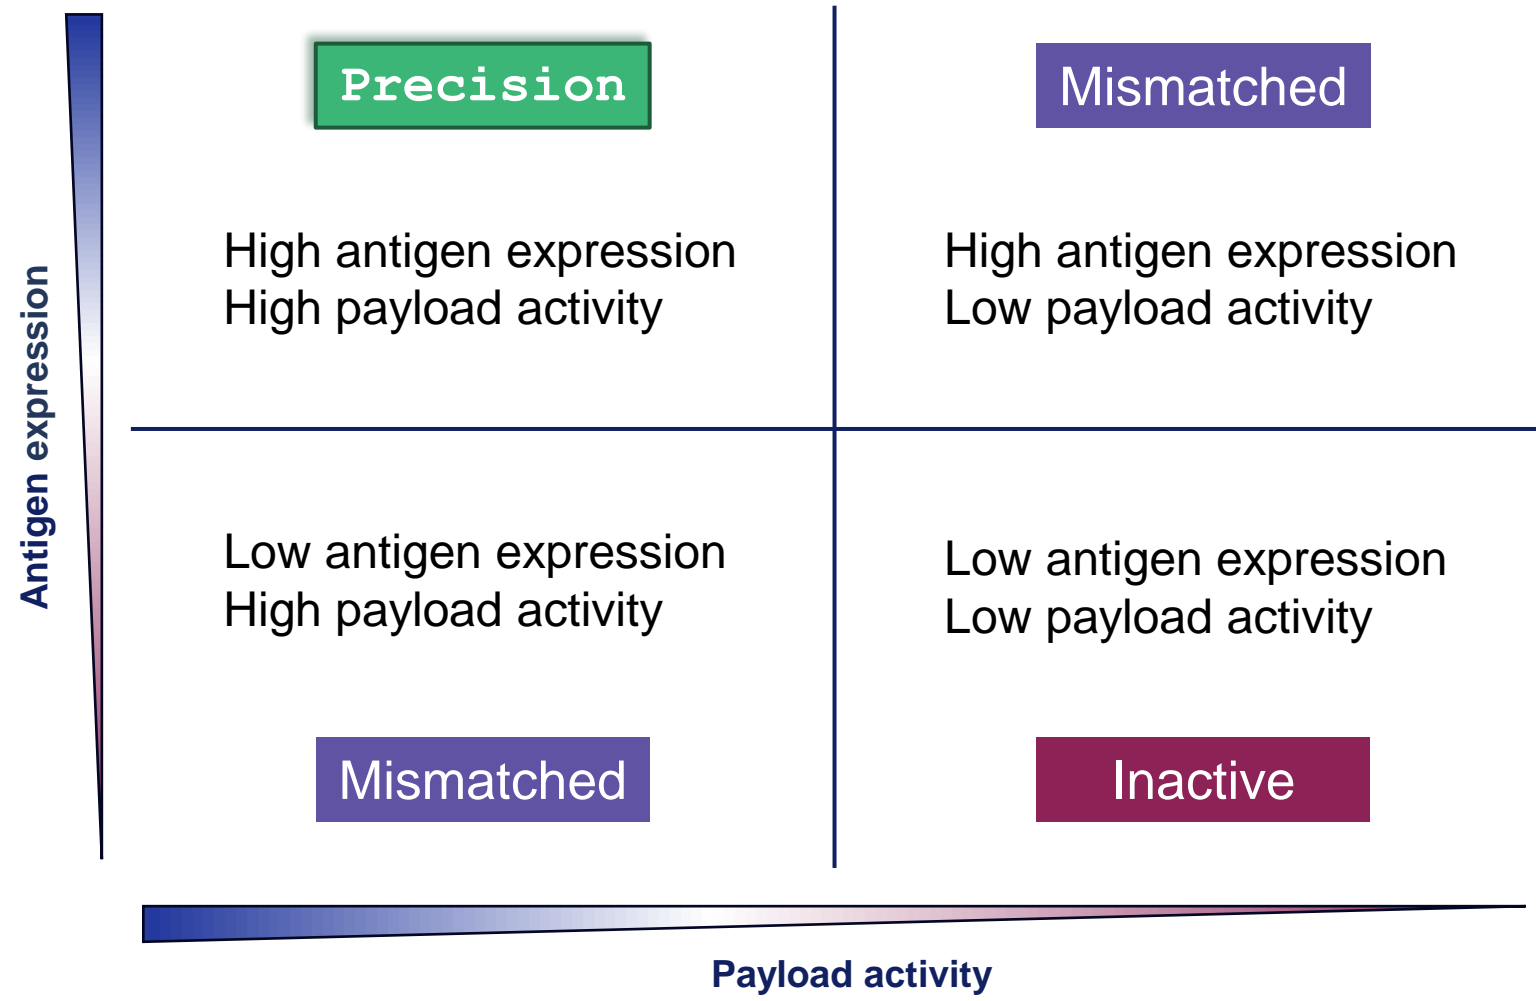 Precision
Mismatched
High antigen expression
High payload activity
High antigen expression
Low payload activity
Antigen expression
Low antigen expression
High payload activity
Low antigen expression
Low payload activity
Mismatched
Inactive
Payload activity